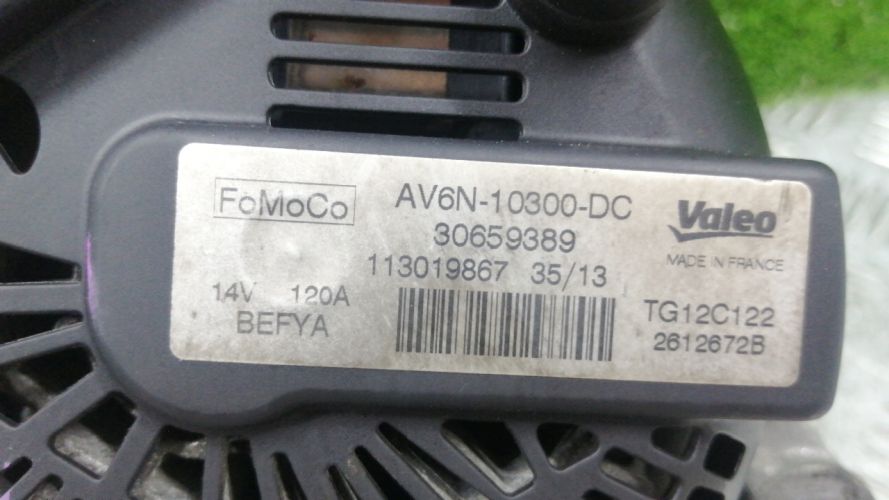 FoMoCo
AV6N-10300-DC
30659389
113019867 35/13
14V 120A
BEFYA
Valeo
MADE IN FRANCE
TG12C122
2612672B